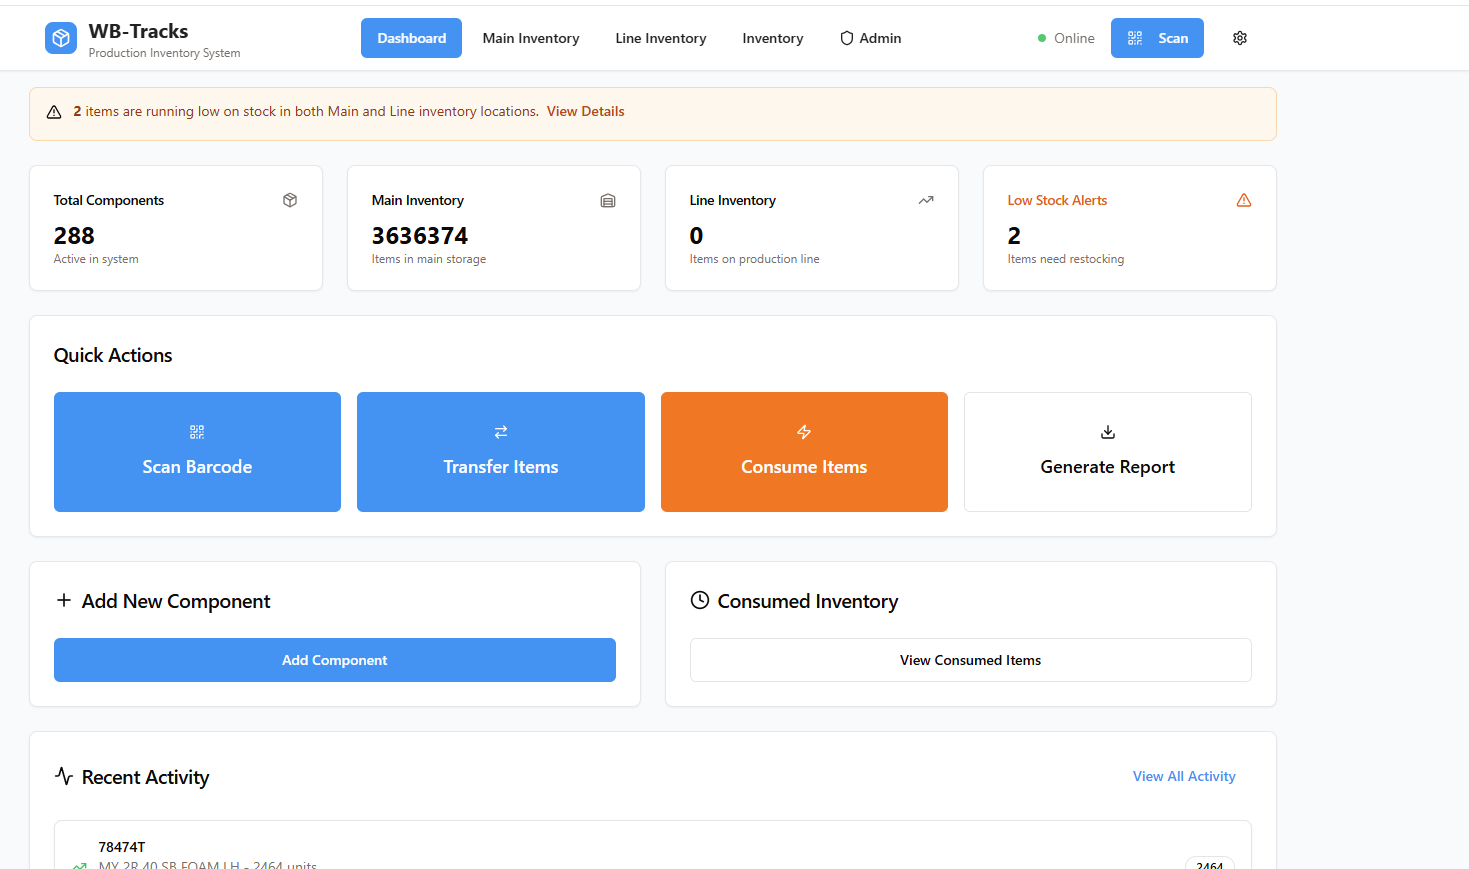 WB-Tracks
Production Inventory System
Dashboard
Main Inventory
Line Inventory
Inventory
Admin
Online
Scan
2 items are running low on stock in both Main and Line inventory locations. View Details
Total Components
288
Active in system
Main Inventory
3636374
Items in main storage
Line Inventory
0
Items on production line
Low Stock Alerts
2
Items need restocking
Quick Actions
Scan Barcode
Transfer Items
Consume Items
Generate Report
Add New Component
Add Component
Consumed Inventory
View Consumed Items
Recent Activity
View All Activity
78474T
MY 2R 40 SB FOAM LH - 2464 units
2464